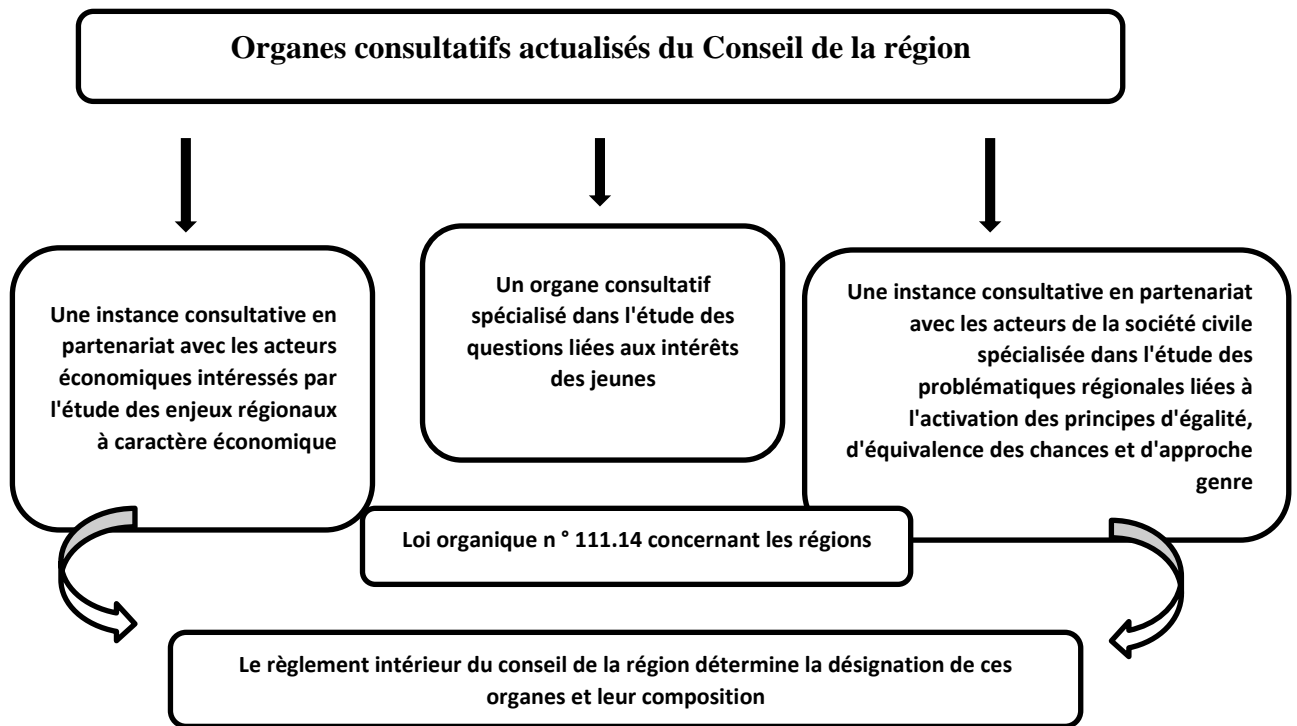 Organes consultatifs actualisés du Conseil de la région
Une instance consultative en
partenariat avec les acteurs
économiques intéressés par
l'étude des enjeux régionaux
à caractère économique
Un organe consultatif
spécialisé dans l'étude des
questions liées aux intérêts
des jeunes
Une instance consultative en partenariat
avec les acteurs de la société civile
spécialisée dans l'étude des
problématiques régionales liées à
l'activation des principes d'égalité,
d'équivalence des chances et d'approche
genre
Loi organique n ° 111.14 concernant les régions
Le règlement intérieur du conseil de la région détermine la désignation de ces
organes et leur composition